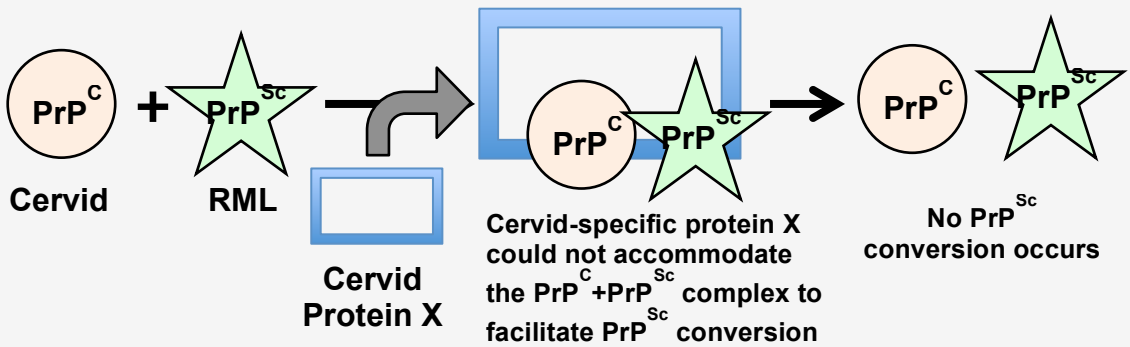 PrP^C + PrP^Sc
Cervid
RML
Cervid
Protein X
PrP^C PrP^Sc
Cervid-specific protein X
could not accommodate
the PrP^C+PrP^Sc complex to
facilitate PrP^Sc conversion
PrP^C PrP^Sc
No PrP^Sc
conversion occurs